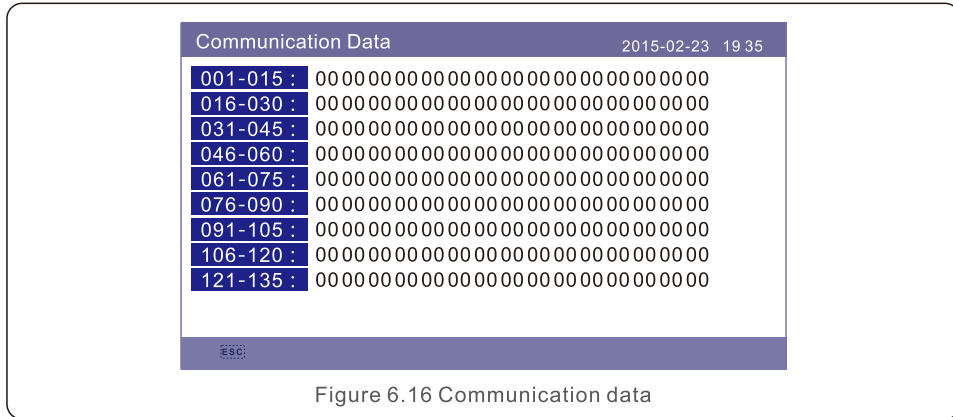 Communication Data 2015-02-23 19 35
001-015 : 000000000000000000000000000000
016-030 : 000000000000000000000000000000
031-045 : 000000000000000000000000000000
046-060 : 000000000000000000000000000000
061-075 : 000000000000000000000000000000
076-090 : 000000000000000000000000000000
091-105 : 000000000000000000000000000000
106-120 : 000000000000000000000000000000
121-135 : 000000000000000000000000000000
ESC
Figure 6.16 Communication data